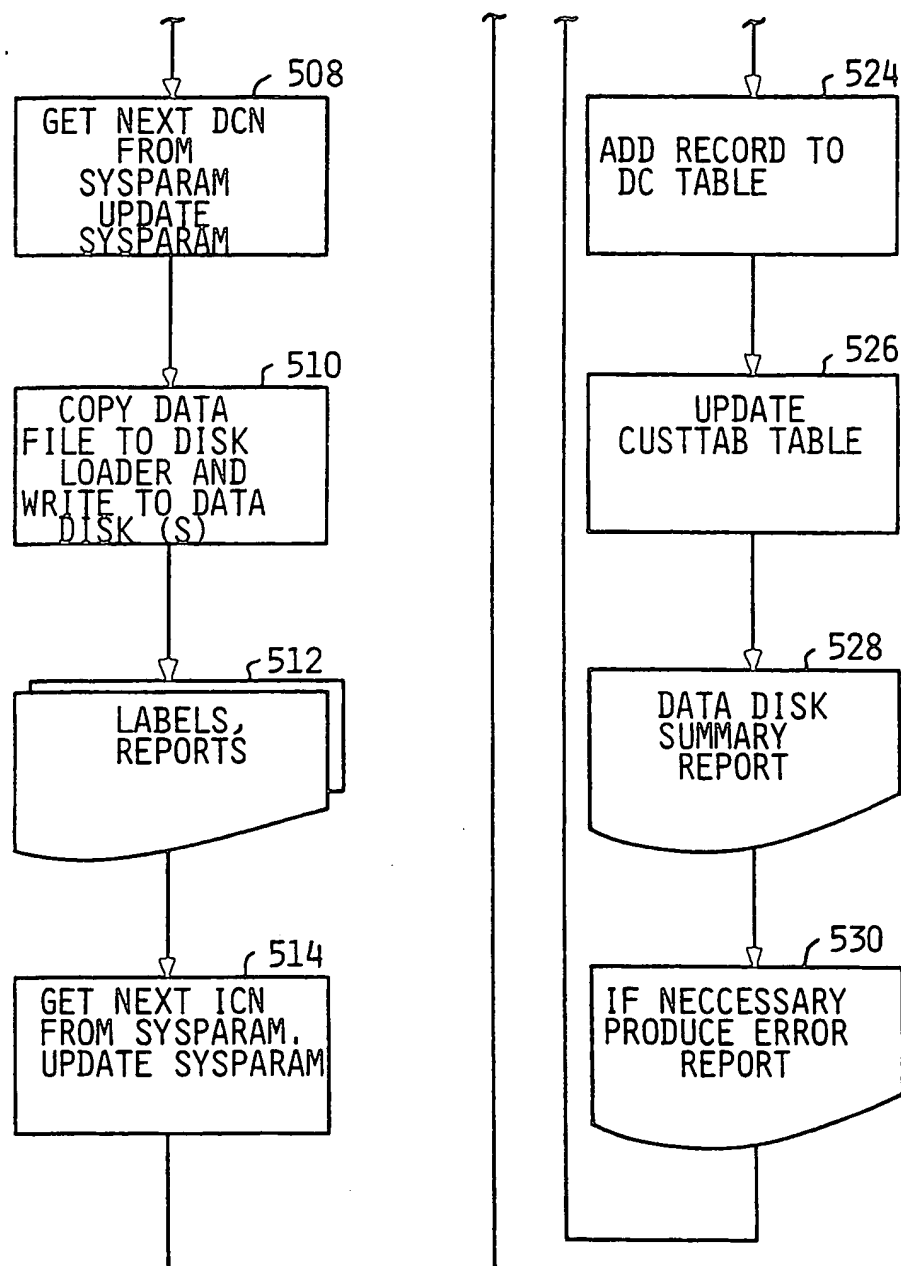 508
GET NEXT DCN
FROM
SYSPARAM
UPDATE
SYSPARAM
510
COPY DATA
FILE TO DISK
LOADER AND
WRITE TO DATA
DISK (S)
512
LABELS,
REPORTS
514
GET NEXT ICN
FROM SYSPARAM.
UPDATE SYSPARAM
524
ADD RECORD TO
DC TABLE
526
UPDATE
CUSTTAB TABLE
528
DATA DISK
SUMMARY
REPORT
530
IF NECCESSARY
PRODUCE ERROR
REPORT